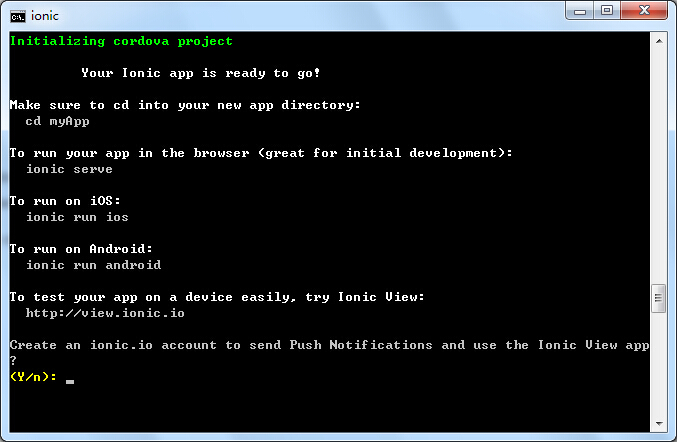 ionic
Initializing cordova project
Your Ionic app is ready to go!
Make sure to cd into your new app directory:
cd myApp
To run your app in the browser (great for initial development):
ionic serve
To run on iOS:
ionic run ios
To run on Android:
ionic run android
To test your app on a device easily, try Ionic View:
http://view.ionic.io
Create an ionic.io account to send Push Notifications and use the Ionic View app
?
(Y/n):